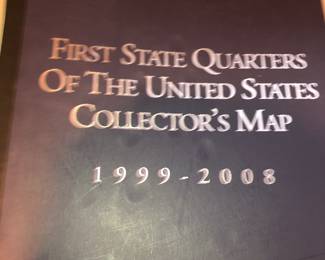 FIRST STATE QUARTERS
OF THE UNITED STATES
COLLECTOR'S MAP
1999-2008